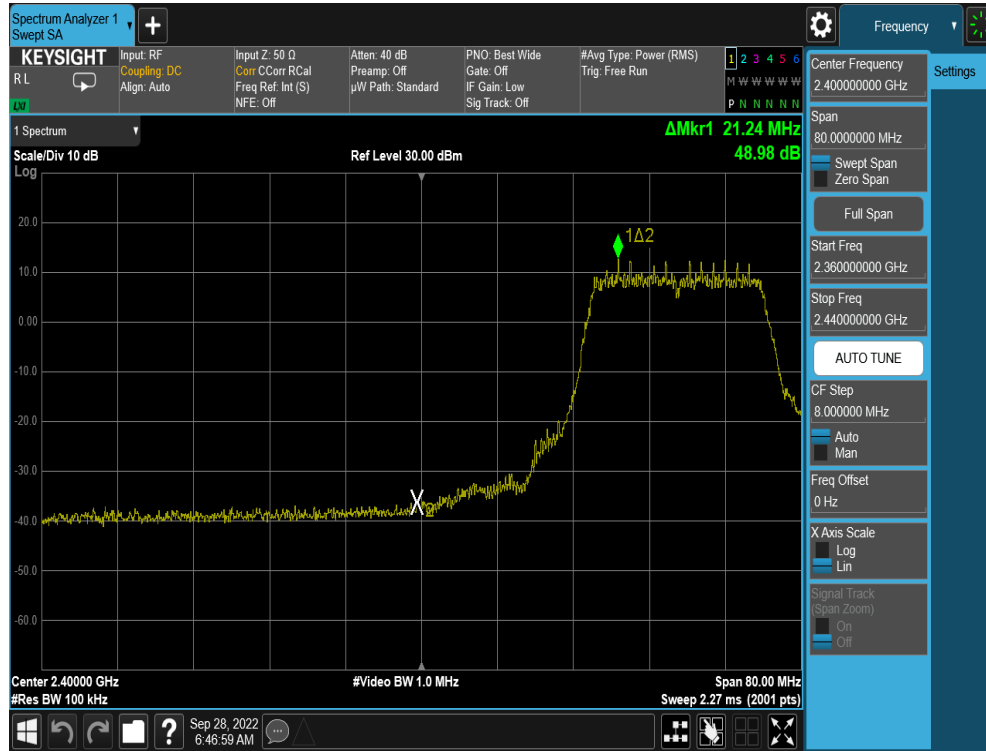 Spectrum Analyzer 1
Swept SA
+
Frequency
KEYSIGHT
R L
LXI
Input: RF
Coupling: DC
Align: Auto
Input Z: 50 Ω
Corr CCorr RCal
Freq Ref: Int (S)
NFE: Off
Atten: 40 dB
Preamp: Off
µW Path: Standard
PNO: Best Wide
Gate: Off
IF Gain: Low
Sig Track: Off
#Avg Type: Power (RMS)
Trig: Free Run
1 2 3 4 5 6
M W W W W W
P N N N N N
1 Spectrum
Scale/Div 10 dB
Log
Ref Level 30.00 dBm
ΔMkr1 21.24 MHz
48.98 dB
20.0
10.0
0.00
-10.0
-20.0
-30.0
-40.0
-50.0
-60.0
1Δ2
X
2
Center 2.40000 GHz
#Res BW 100 kHz
#Video BW 1.0 MHz
Span 80.00 MHz
Sweep 2.27 ms (2001 pts)
Center Frequency
2.400000000 GHz
Settings
Span
80.0000000 MHz
Swept Span
Zero Span
Full Span
Start Freq
2.360000000 GHz
Stop Freq
2.440000000 GHz
AUTO TUNE
CF Step
8.000000 MHz
Auto
Man
Freq Offset
0 Hz
X Axis Scale
Log
Lin
Signal Track
(Span Zoom)
On
Off
?
Sep 28, 2022
6:46:59 AM